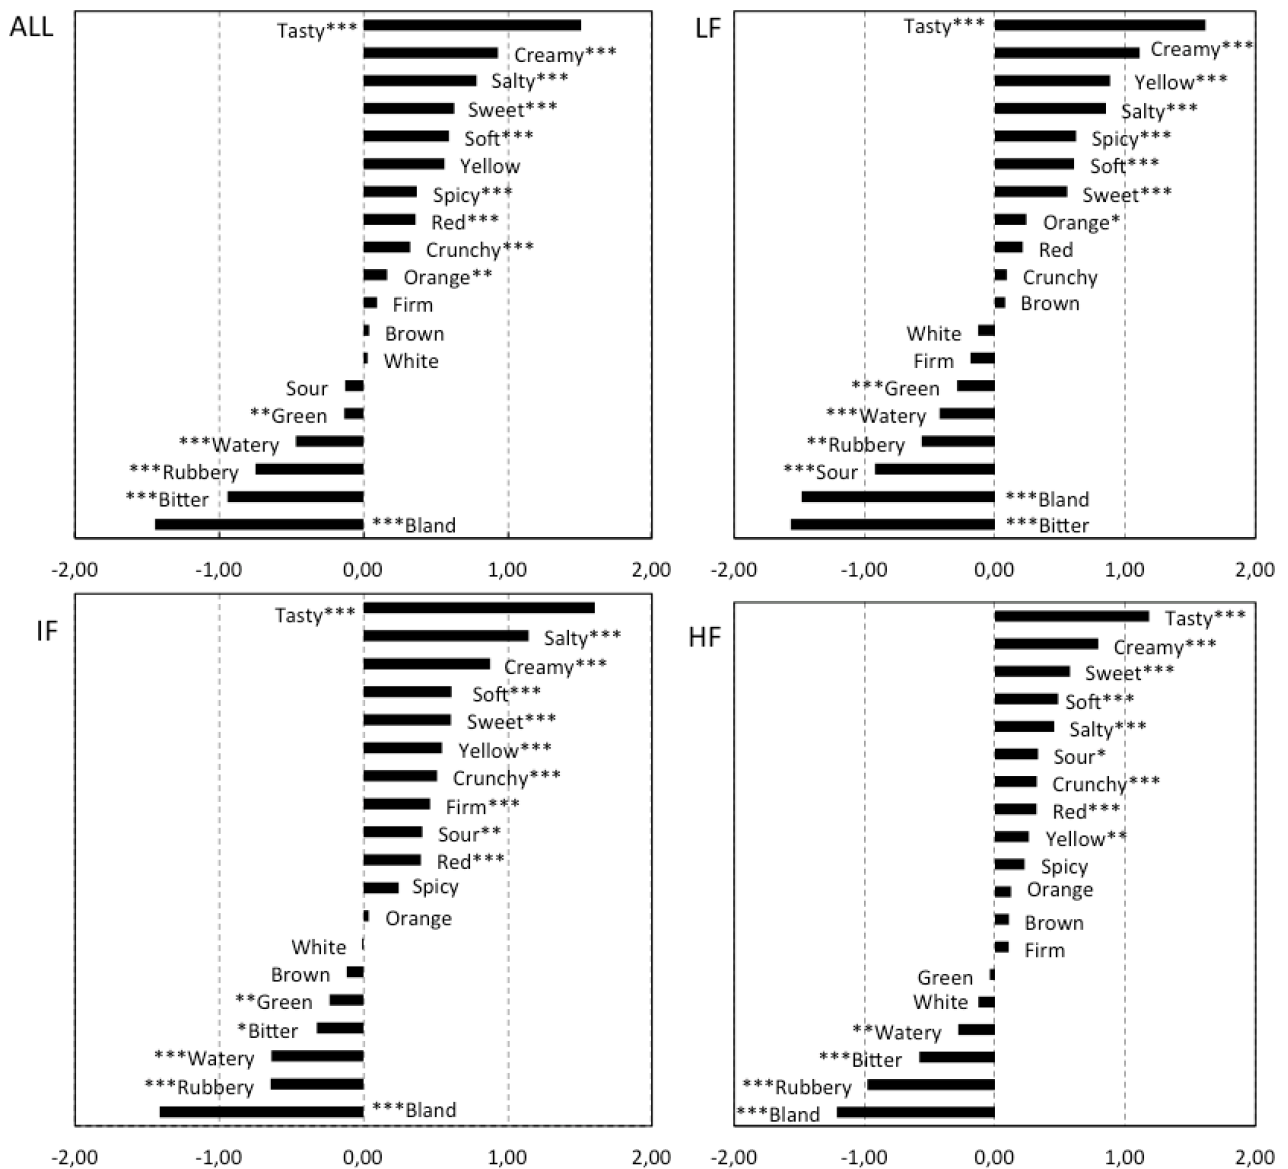 ALL
Tasty***
Creamy***
Salty***
Sweet***
Soft***
Yellow
Spicy***
Red***
Crunchy***
Orange**
Firm
Brown
White
Sour
**Green
***Watery
***Rubbery
***Bitter
***Bland
-2,00 -1,00 0,00 1,00 2,00
LF
Tasty***
Creamy***
Yellow***
Salty***
Spicy***
Soft***
Sweet***
Orange*
Red
Crunchy
Brown
White
Firm
***Green
***Watery
**Rubbery
***Sour
***Bland
***Bitter
-2,00 -1,00 0,00 1,00 2,00
IF
Tasty***
Salty***
Creamy***
Soft***
Sweet***
Yellow***
Crunchy***
Firm***
Sour**
Red***
Spicy
Orange
White
Brown
**Green
*Bitter
***Watery
***Rubbery
***Bland
-2,00 -1,00 0,00 1,00 2,00
HF
Tasty***
Creamy***
Sweet***
Soft***
Salty***
Sour*
Crunchy***
Red***
Yellow**
Spicy
Orange
Brown
Firm
Green
White
**Watery
***Bitter
***Rubbery
***Bland
-2,00 -1,00 0,00 1,00 2,00